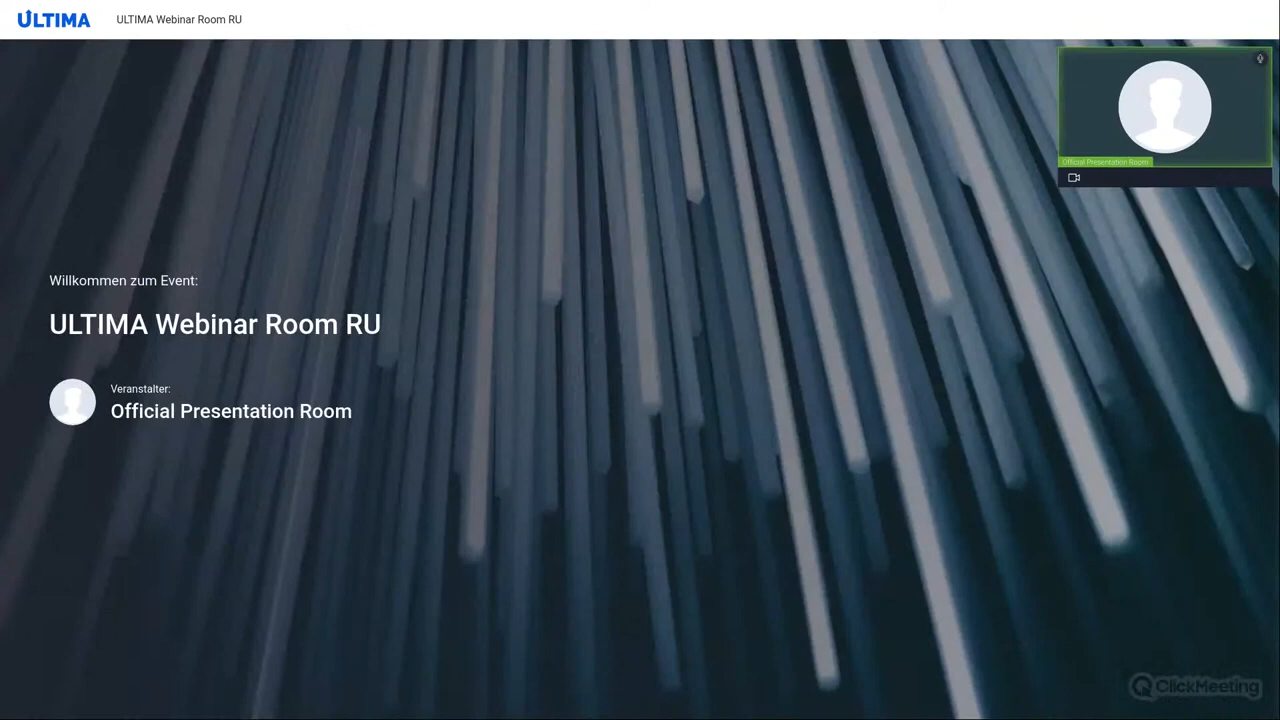 ULTIMA
ULTIMA Webinar Room RU
Official Presentation Room
Willkommen zum Event:
ULTIMA Webinar Room RU
Veranstalter:
Official Presentation Room
ClickMeeting